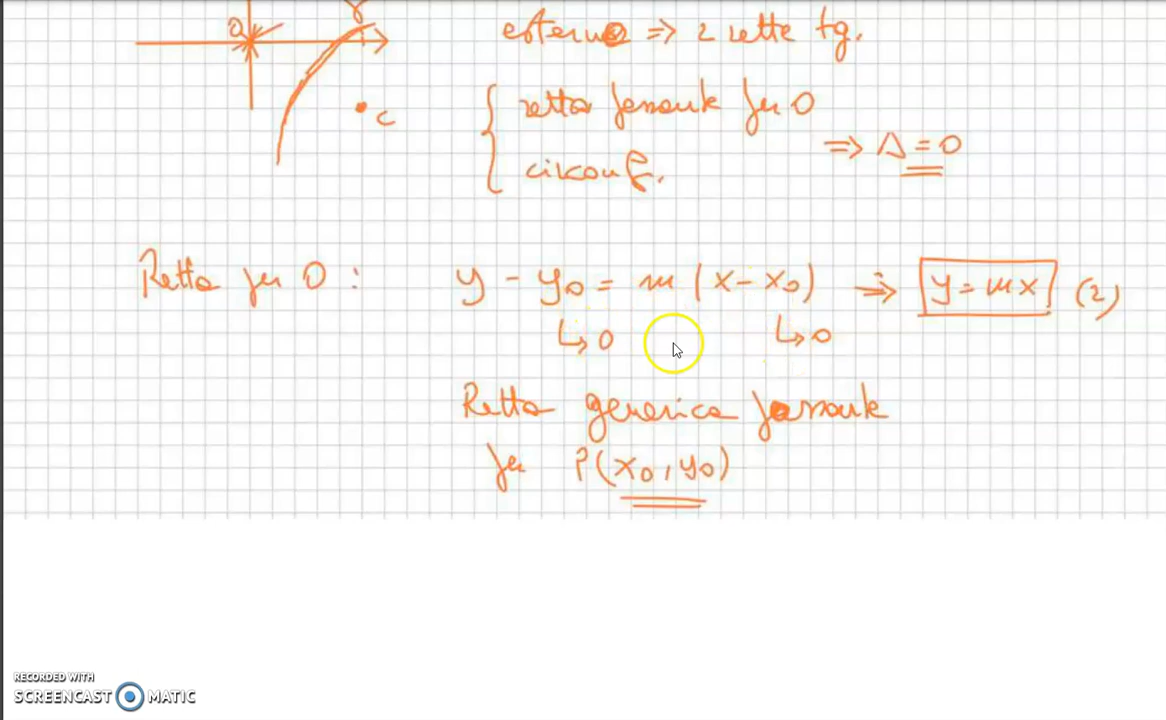 O γ
esterno => 2 rette tg.
retta passante per O
=> Δ = 0
C
circonf.
Retta per O : y - y0 = m (x - x0) => y = mx (2)
↳ 0 ↳ 0
Retta generica passante
per P(x0, y0)
RECORDED WITH
SCREENCAST MATIC